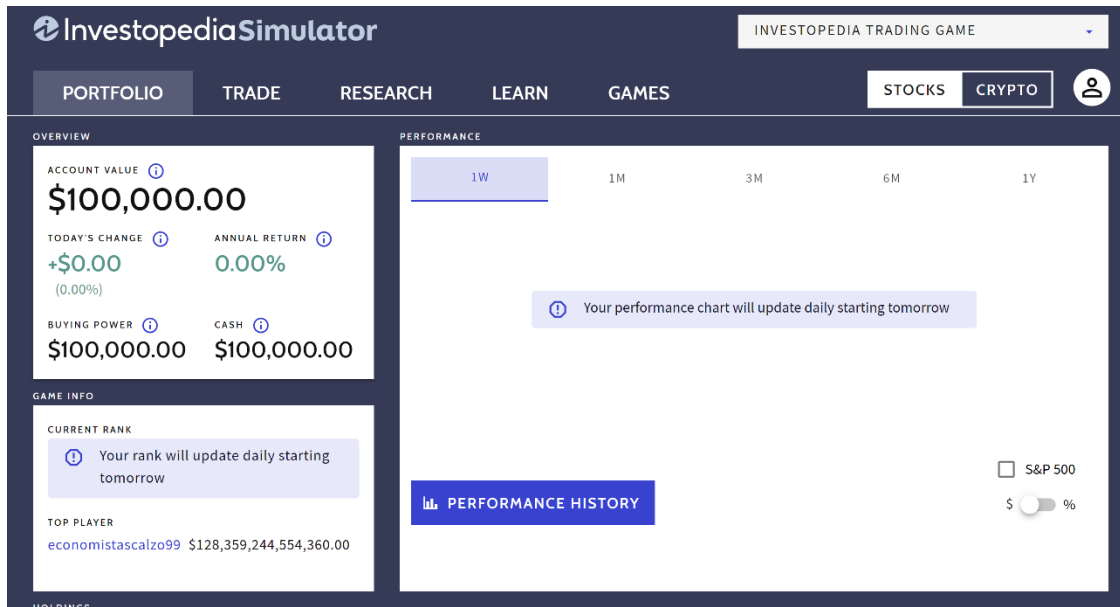 InvestopediaSimulator
INVESTOPEDIA TRADING GAME
PORTFOLIO
TRADE
RESEARCH
LEARN
GAMES
STOCKS
CRYPTO
OVERVIEW
ACCOUNT VALUE
$100,000.00
TODAY'S CHANGE
ANNUAL RETURN
+$0.00
0.00%
(0.00%)
BUYING POWER
CASH
$100,000.00
$100,000.00
GAME INFO
CURRENT RANK
Your rank will update daily starting
tomorrow
TOP PLAYER
economistascalzo99 $128,359,244,554,360.00
PERFORMANCE
1W
1M
3M
6M
1Y
Your performance chart will update daily starting tomorrow
S&P 500
$ %
PERFORMANCE HISTORY
HOLDINGS